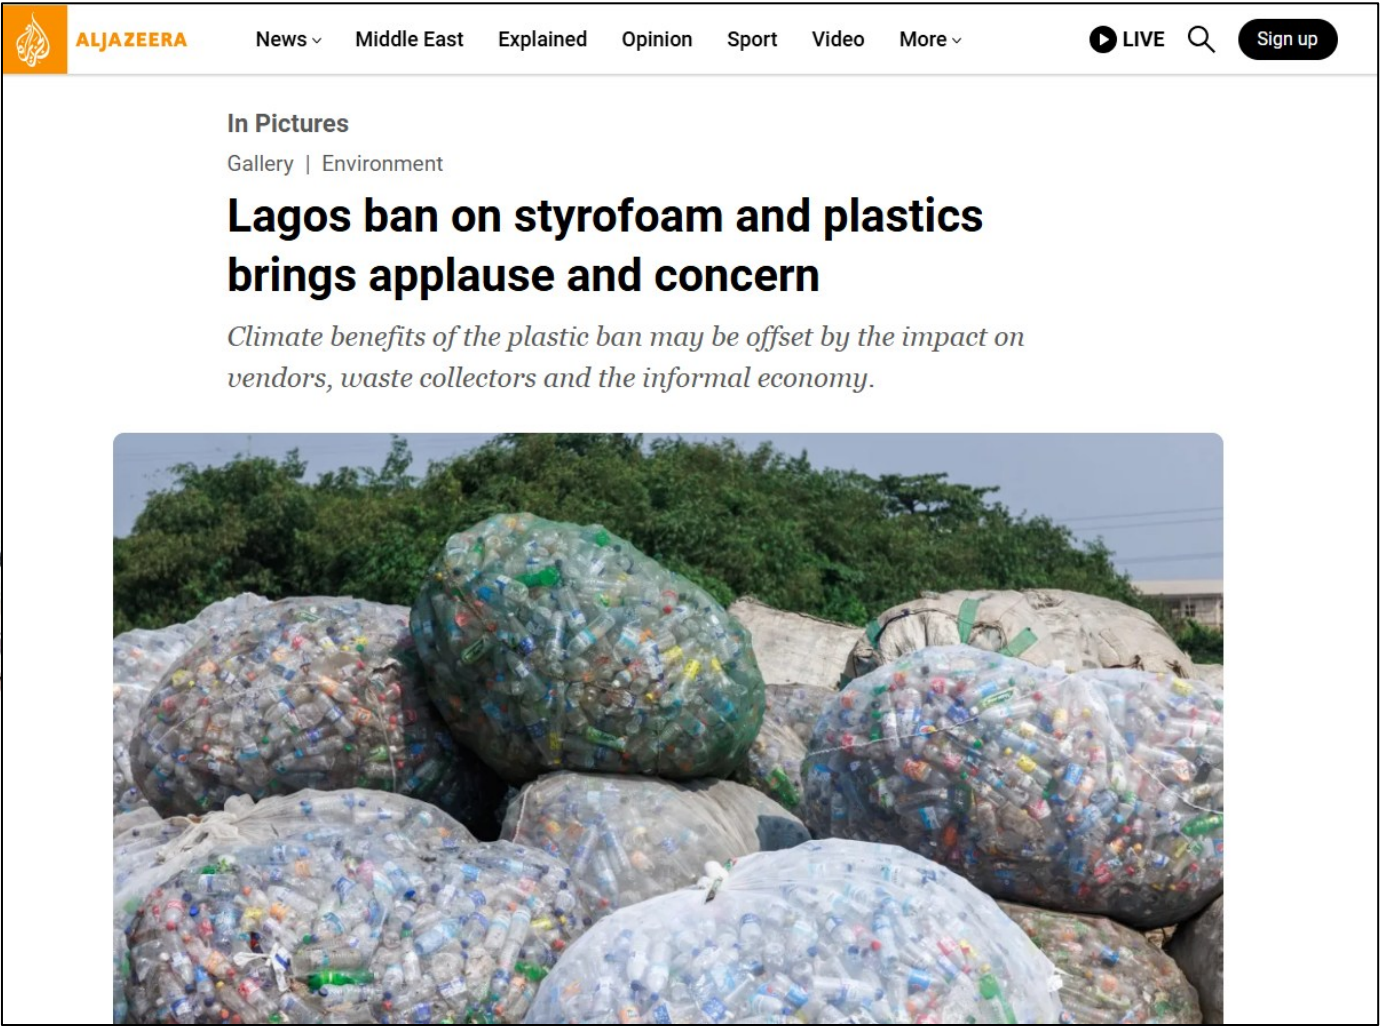 ALJAZEERA News Middle East Explained Opinion Sport Video More LIVE Sign up
In Pictures
Gallery | Environment
Lagos ban on styrofoam and plastics
brings applause and concern
Climate benefits of the plastic ban may be offset by the impact on
vendors, waste collectors and the informal economy.